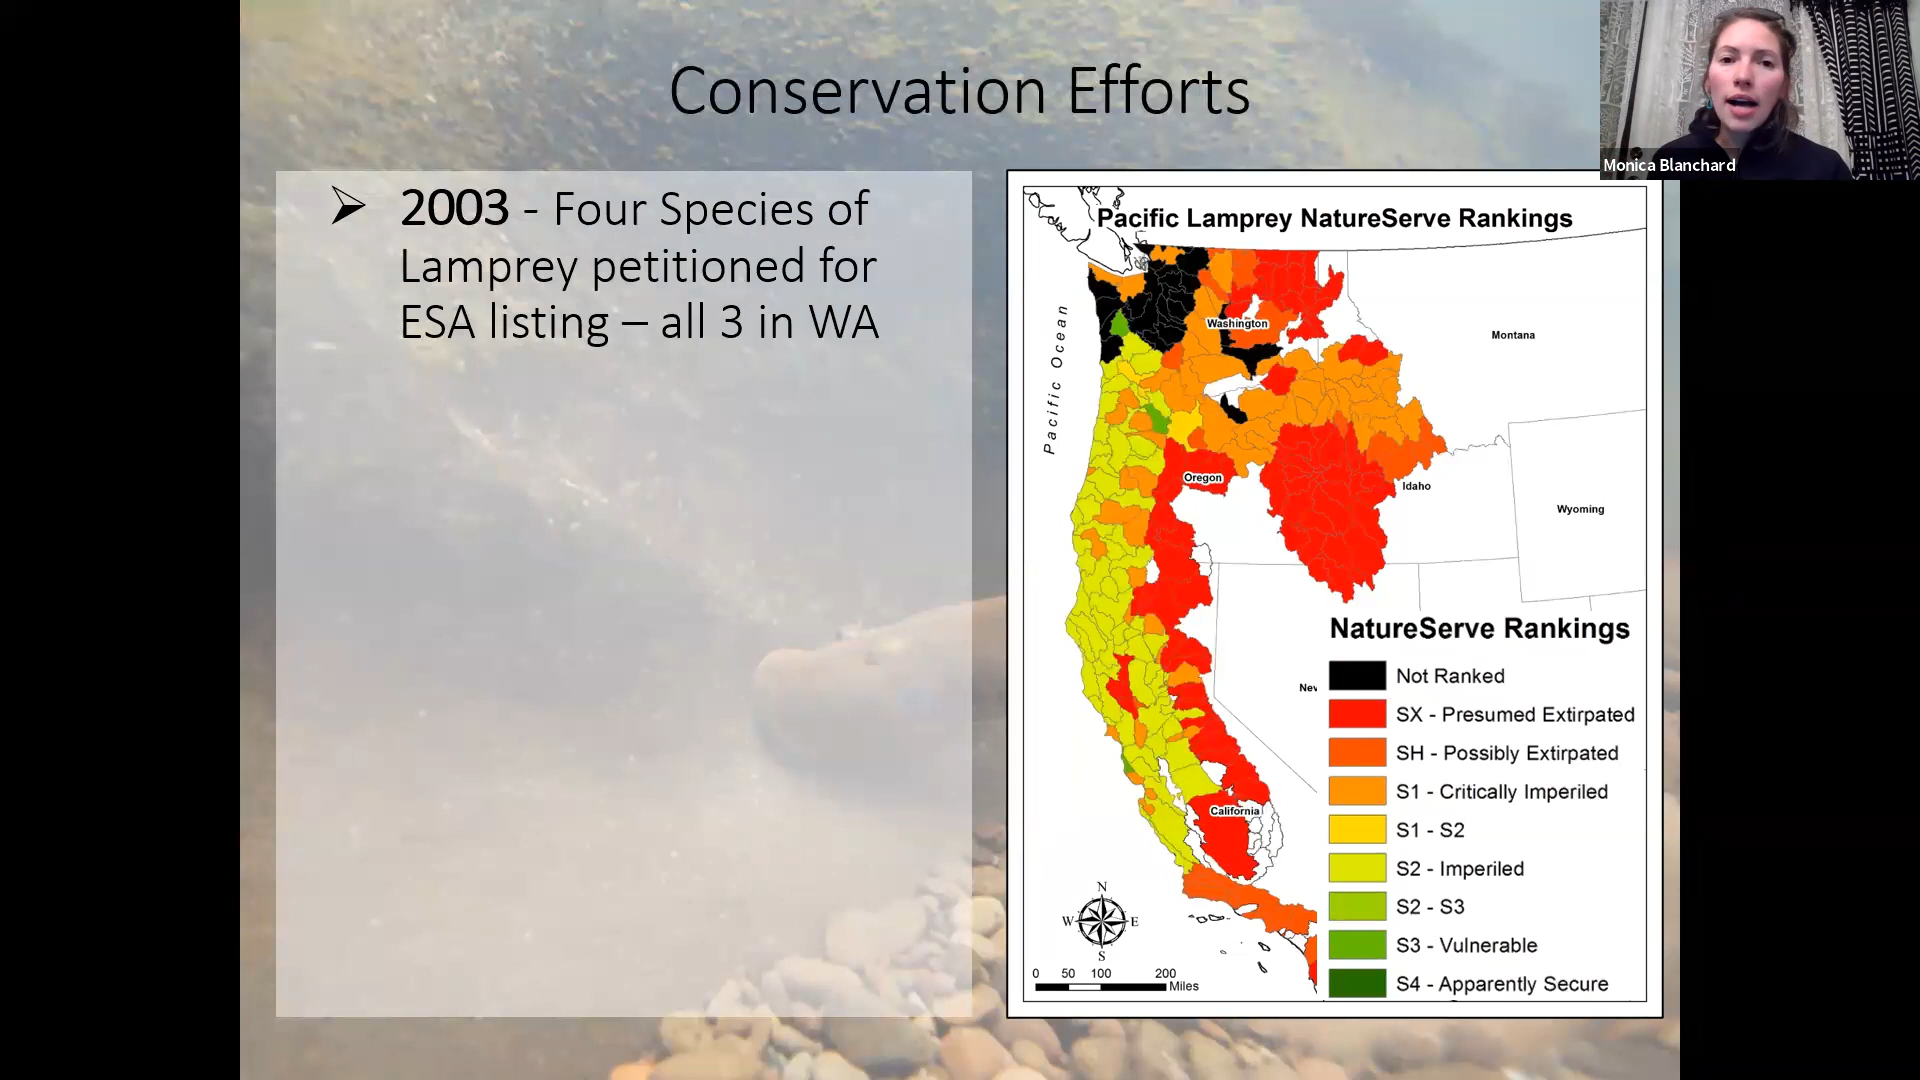 Conservation Efforts
Monica Blanchard
➢ 2003 - Four Species of
Lamprey petitioned for
ESA listing – all 3 in WA
Pacific Lamprey NatureServe Rankings
Pacific Ocean
Washington
Montana
Oregon
Idaho
Wyoming
Nev
California
NatureServe Rankings
Not Ranked
SX - Presumed Extirpated
SH - Possibly Extirpated
S1 - Critically Imperiled
S1 - S2
S2 - Imperiled
S2 - S3
S3 - Vulnerable
S4 - Apparently Secure
N
W E
S
0 50 100 200
Miles